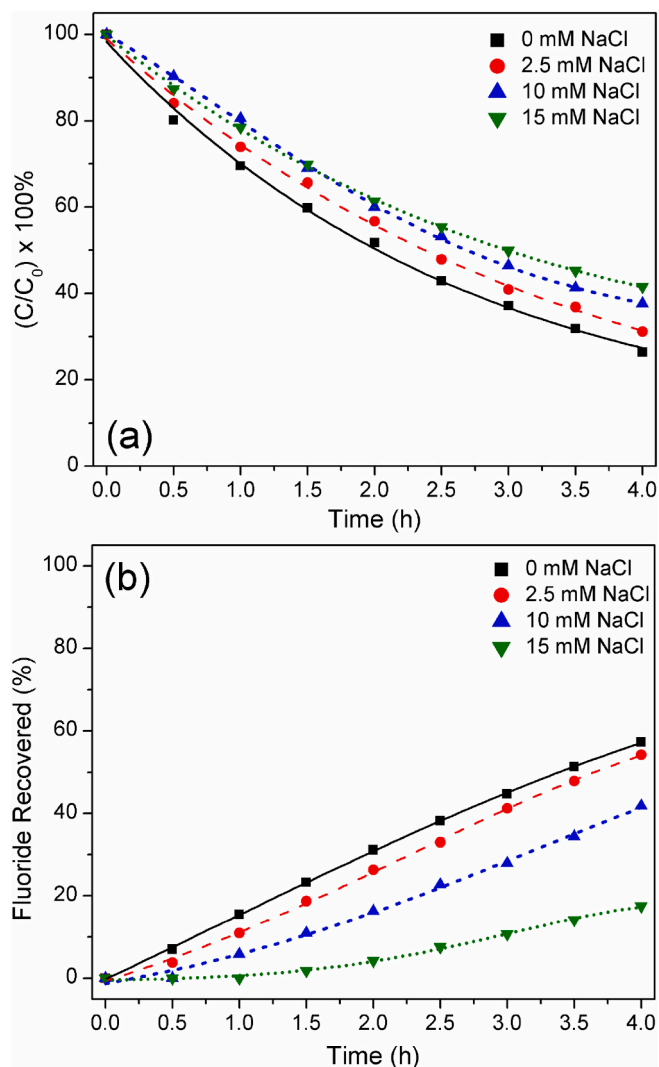 100
80
60
40
20
0
(C/C₀) x 100%
0 mM NaCl
2.5 mM NaCl
10 mM NaCl
15 mM NaCl
(a)
0.0 0.5 1.0 1.5 2.0 2.5 3.0 3.5 4.0
Time (h)
100
80
60
40
20
0
Fluoride Recovered (%)
(b)
0 mM NaCl
2.5 mM NaCl
10 mM NaCl
15 mM NaCl
0.0 0.5 1.0 1.5 2.0 2.5 3.0 3.5 4.0
Time (h)